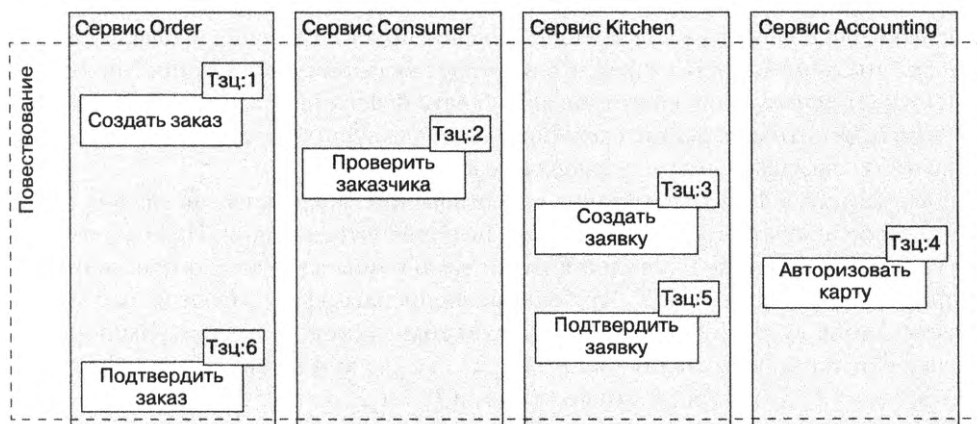 Сервис Order
Сервис Consumer
Сервис Kitchen
Сервис Accounting
Повествование
Тзц:1
Создать заказ
Тзц:2
Проверить
заказчика
Тзц:3
Создать
заявку
Тзц:4
Авторизовать
карту
Тзц:5
Подтвердить
заявку
Тзц:6
Подтвердить
заказ